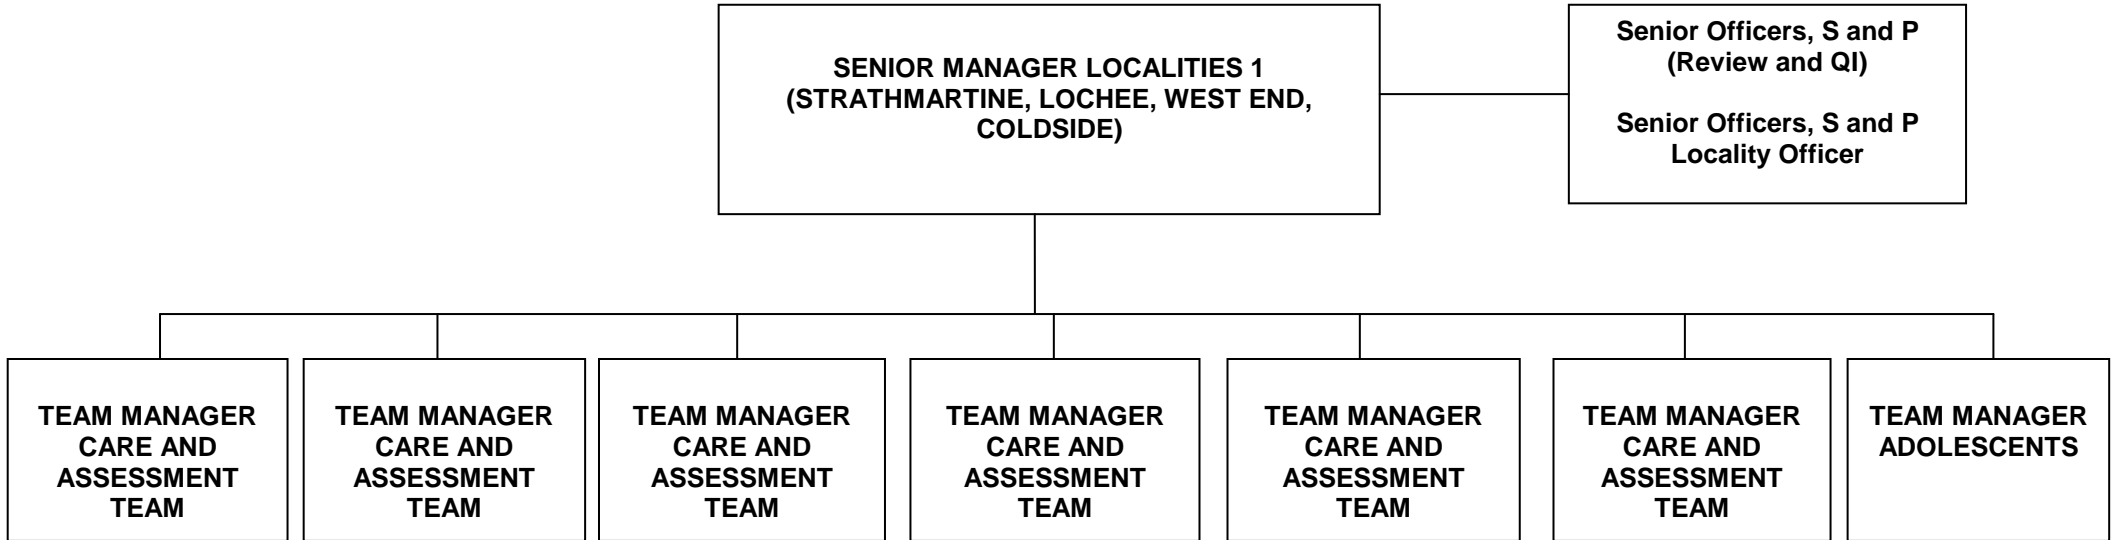 SENIOR MANAGER LOCALITIES 1
(STRATHMARTINE, LOCHEE, WEST END,
COLDSIDE)
Senior Officers, S and P
(Review and QI)
Senior Officers, S and P
Locality Officer
TEAM MANAGER
CARE AND
ASSESSMENT
TEAM
TEAM MANAGER
CARE AND
ASSESSMENT
TEAM
TEAM MANAGER
CARE AND
ASSESSMENT
TEAM
TEAM MANAGER
CARE AND
ASSESSMENT
TEAM
TEAM MANAGER
CARE AND
ASSESSMENT
TEAM
TEAM MANAGER
CARE AND
ASSESSMENT
TEAM
TEAM MANAGER
ADOLESCENTS